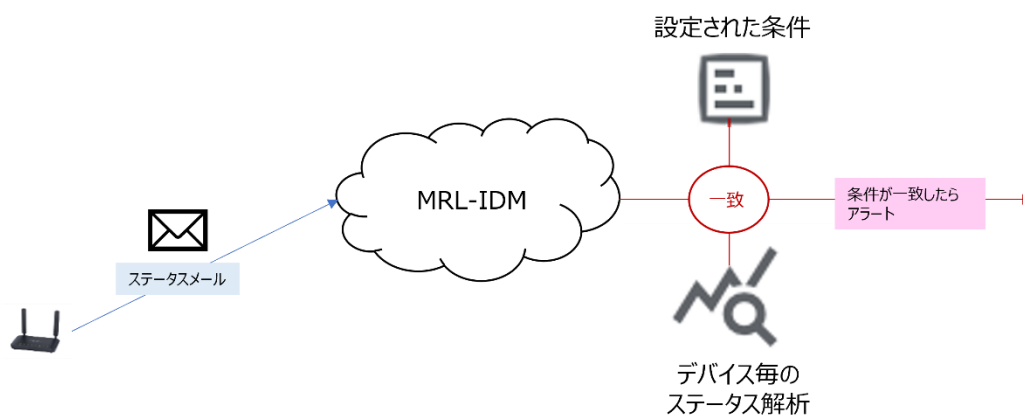 設定された条件
MRL-IDM
一致
条件が一致したら
アラート
ステータスメール
デバイス毎の
ステータス解析